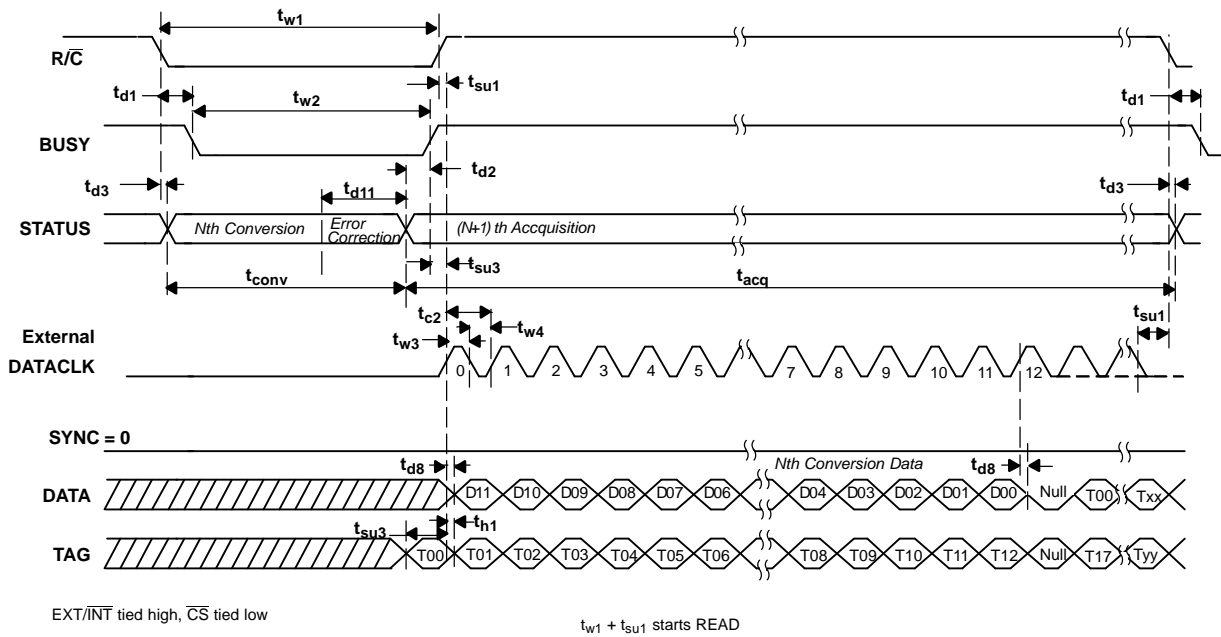 tw1
R/C̅
tsu1
td1
tw2
td1
BUSY
td2
td3
td11
td3
STATUS
Nth Conversion
Error
Correction
(N+1) th Accquisition
tsu3
tconv
tacq
tc2
tsu1
External
tw3
tw4
DATACLK
0 1 2 3 4 5 7 8 9 10 11 12
SYNC = 0
td8
Nth Conversion Data
td8
DATA
D11 D10 D09 D08 D07 D06 D04 D03 D02 D01 D00 Null T00 Txx
tsu3
th1
TAG
T00 T01 T02 T03 T04 T05 T06 T08 T09 T10 T11 T12 Null T17 Tyy
EXT/I̅N̅T̅ tied high, C̅S̅ tied low
tw1 + tsu1 starts READ